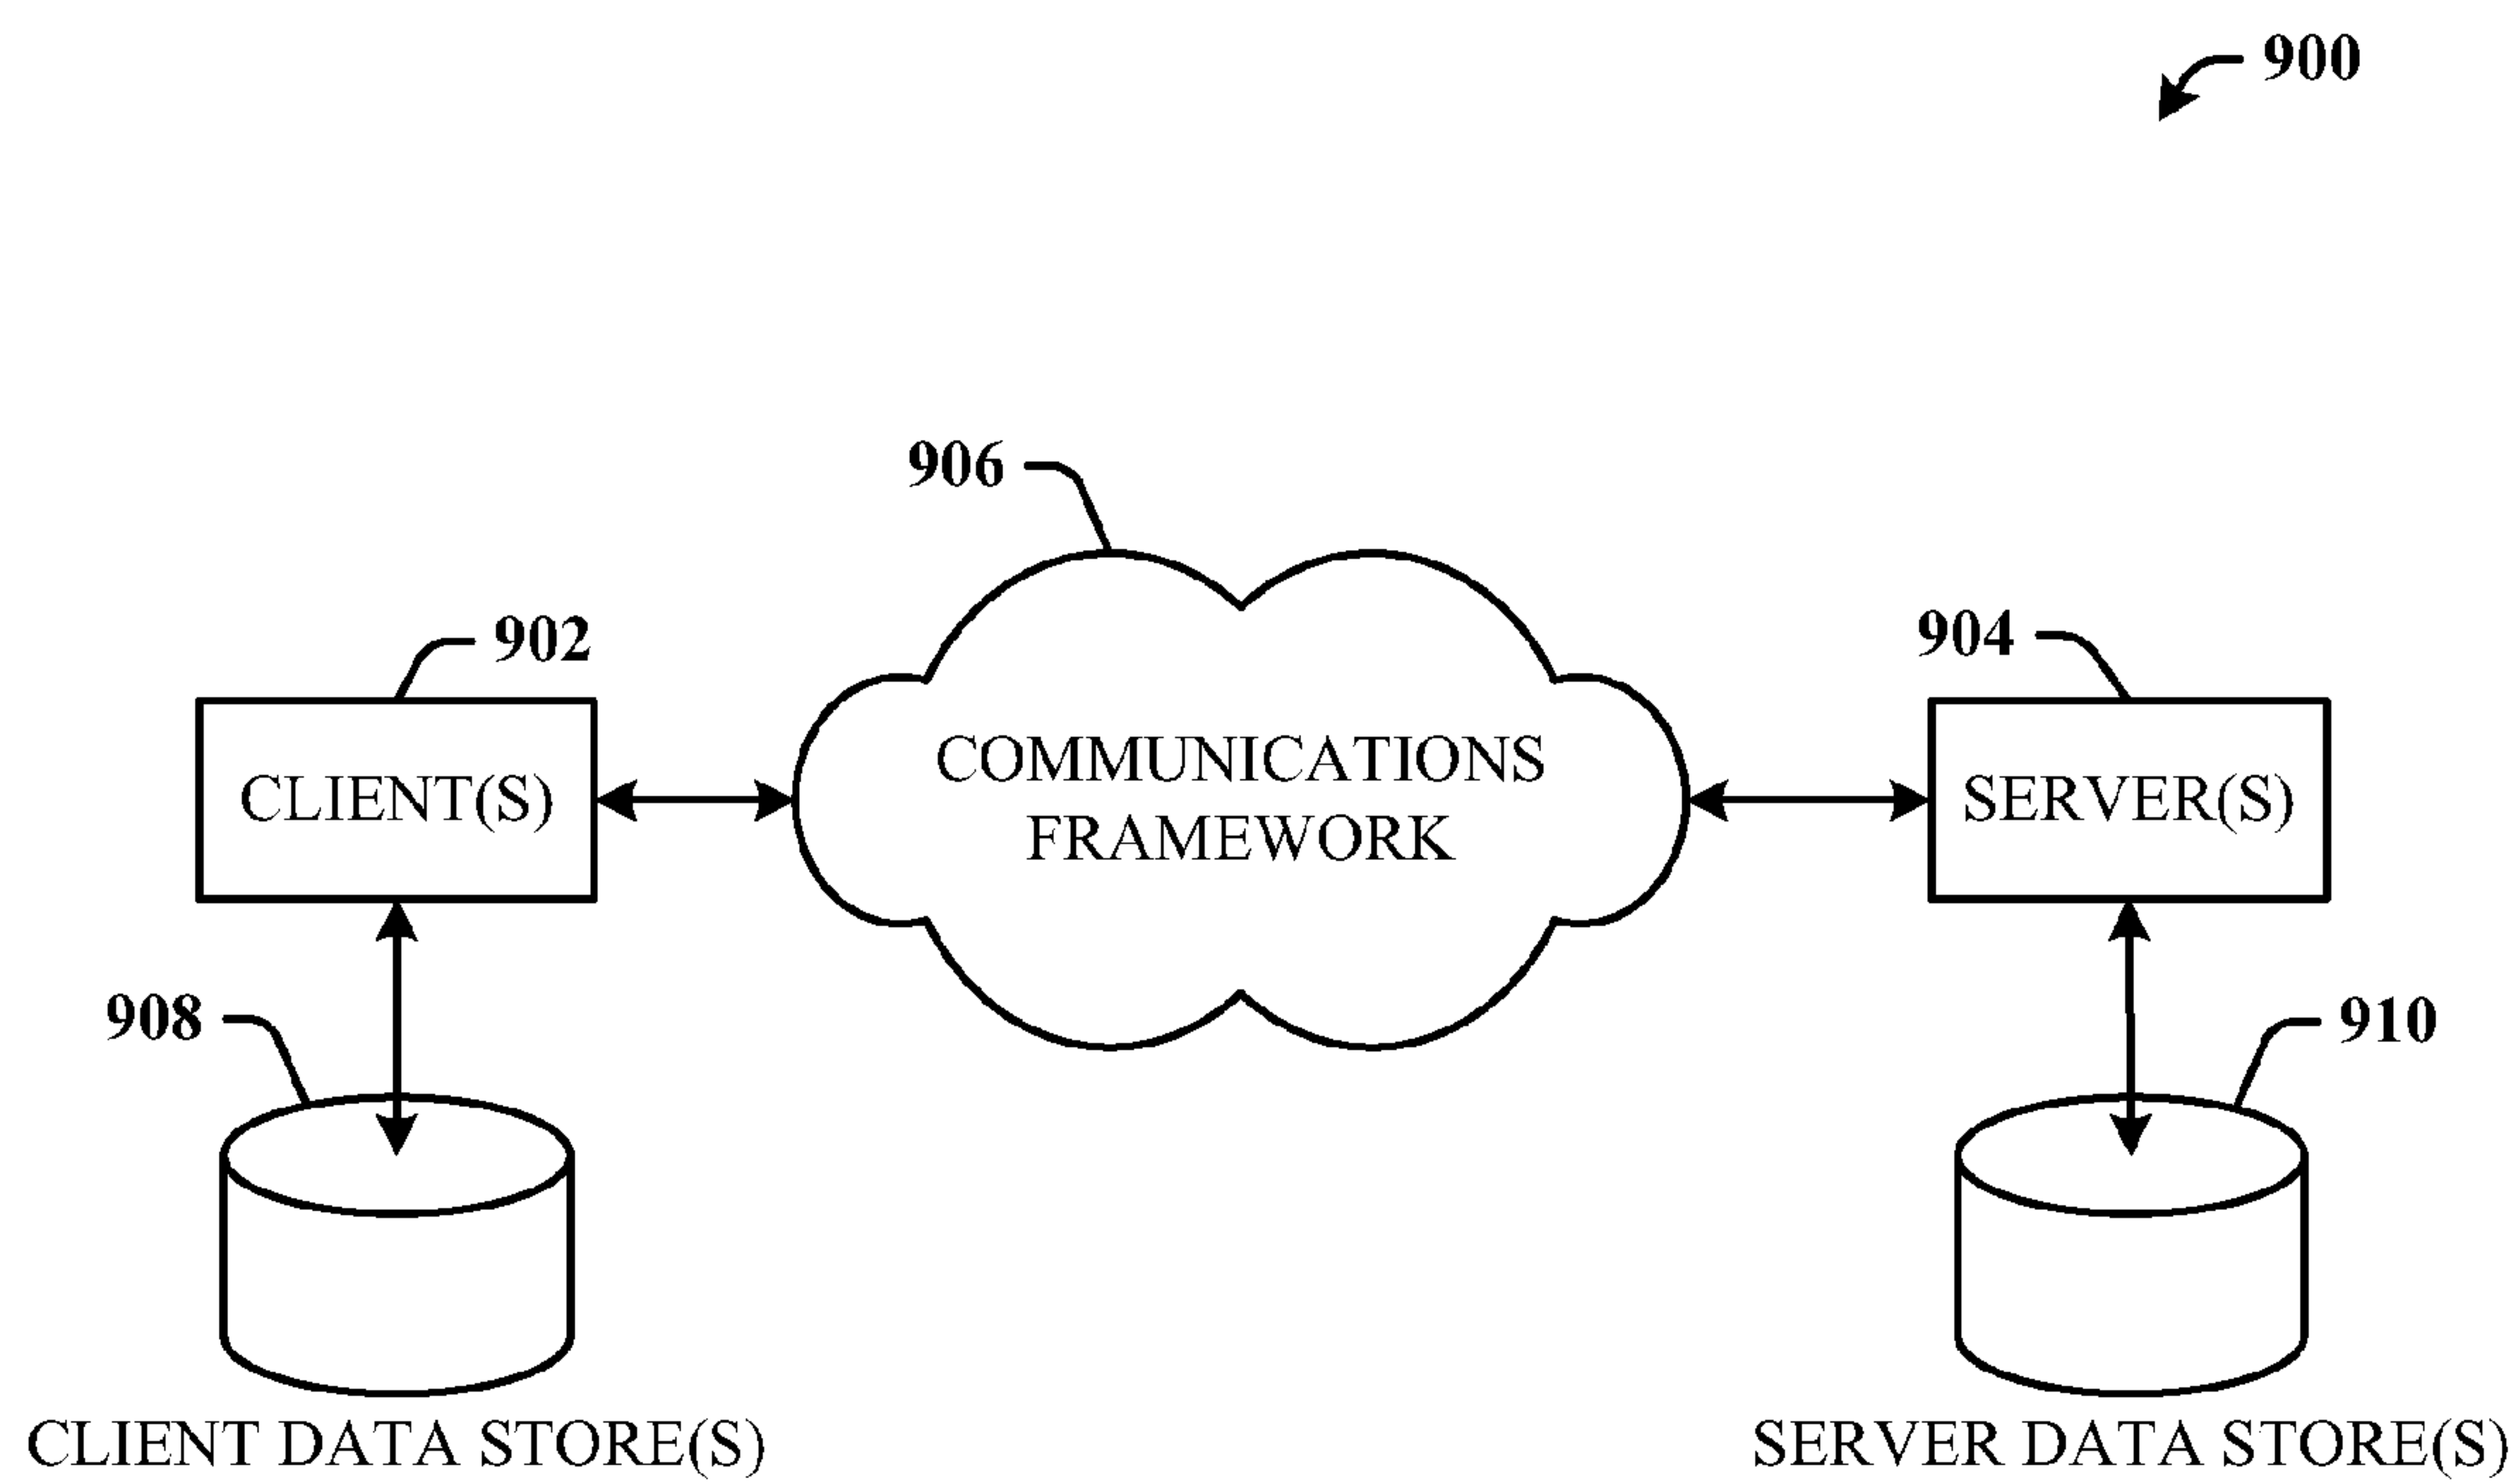 900
906
902
904
COMMUNICATIONS
FRAMEWORK
CLIENT(S)
SERVER(S)
908
910
CLIENT DATA STORE(S)
SERVER DATA STORE(S)